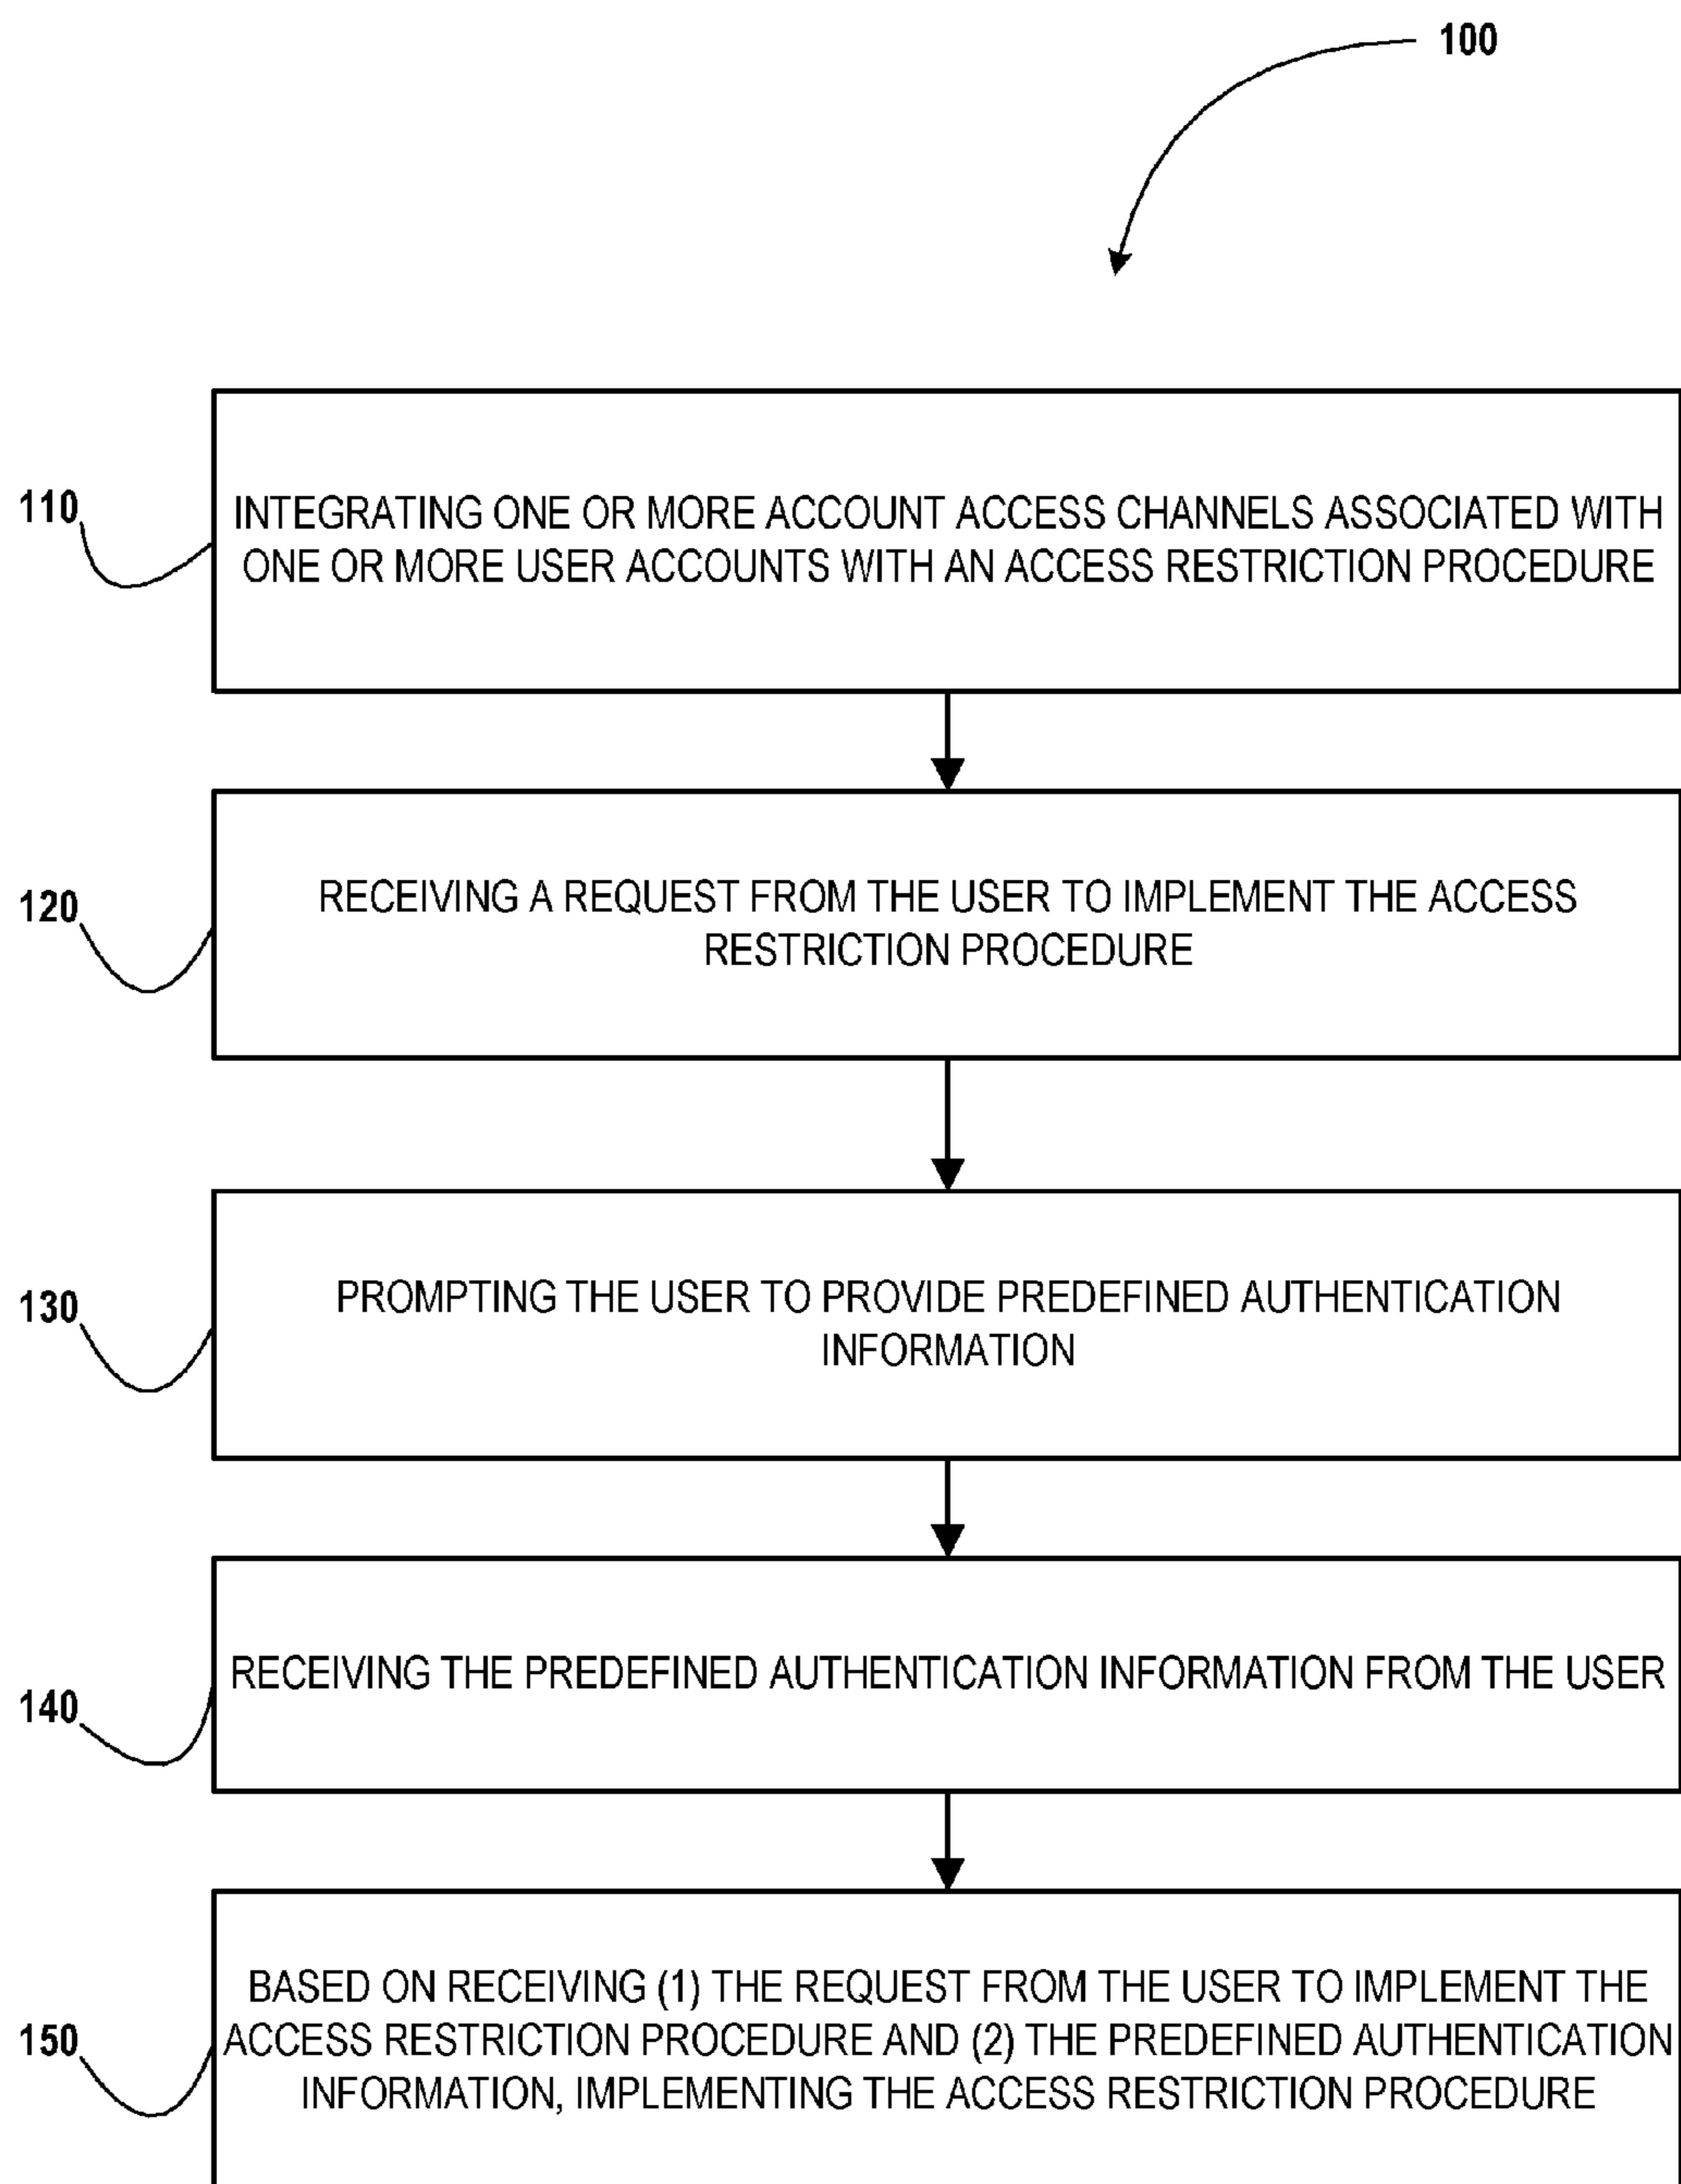 100
110
INTEGRATING ONE OR MORE ACCOUNT ACCESS CHANNELS ASSOCIATED WITH
ONE OR MORE USER ACCOUNTS WITH AN ACCESS RESTRICTION PROCEDURE
120
RECEIVING A REQUEST FROM THE USER TO IMPLEMENT THE ACCESS
RESTRICTION PROCEDURE
130
PROMPTING THE USER TO PROVIDE PREDEFINED AUTHENTICATION
INFORMATION
140
RECEIVING THE PREDEFINED AUTHENTICATION INFORMATION FROM THE USER
150
BASED ON RECEIVING (1) THE REQUEST FROM THE USER TO IMPLEMENT THE
ACCESS RESTRICTION PROCEDURE AND (2) THE PREDEFINED AUTHENTICATION
INFORMATION, IMPLEMENTING THE ACCESS RESTRICTION PROCEDURE